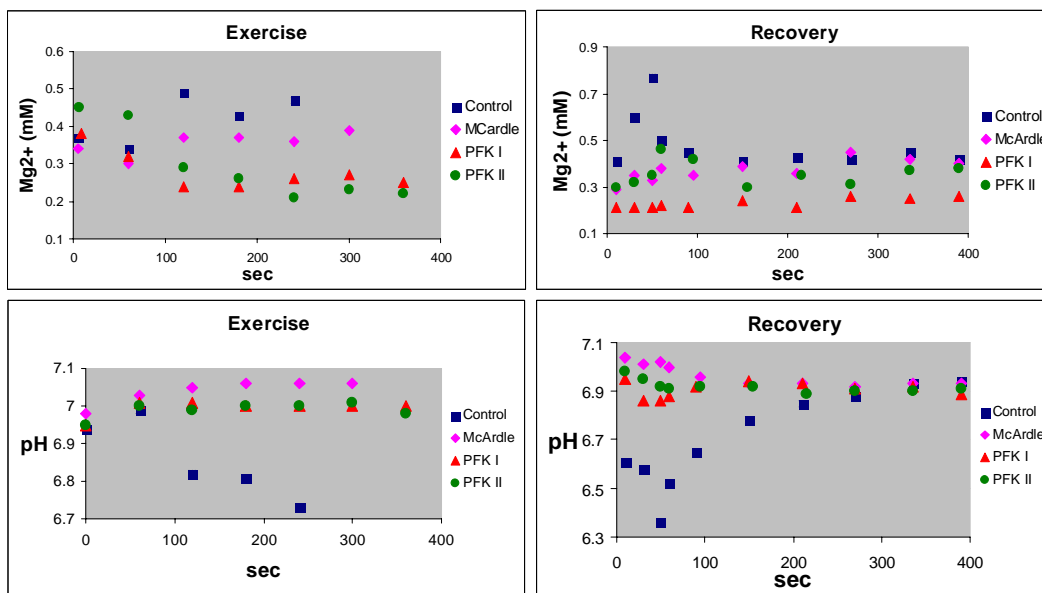 Exercise
0.6
0.5
0.4
0.3
0.2
0.1
0
100
200
300
400
Mg2+ (mM)
sec
Control
MCardle
PFK I
PFK II
Recovery
0.9
0.7
0.5
0.3
0.1
0
100
200
300
400
Mg2+ (mM)
sec
Control
McArdle
PFK I
PFK II
Exercise
7.1
7
6.9
6.8
6.7
0
100
200
300
400
pH
sec
Control
McArdle
PFK I
PFK II
Recovery
7.1
6.9
6.7
6.5
6.3
0
100
200
300
400
pH
sec
Control
McArdle
PFK I
PFK II